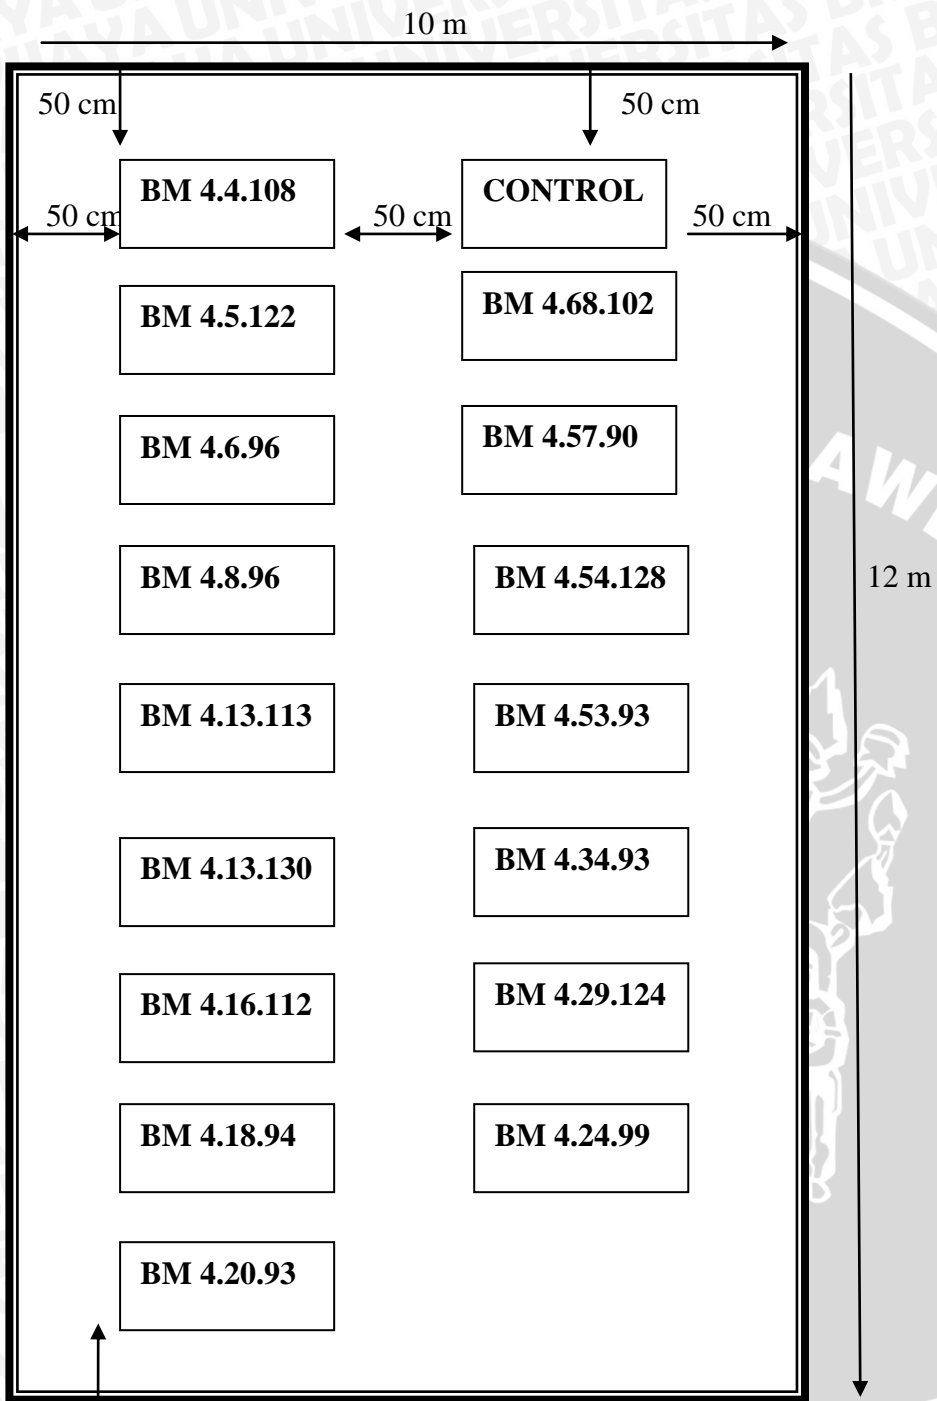 10 m
50 cm 50 cm
BM 4.4.108 CONTROL
50 cm 50 cm 50 cm
BM 4.5.122 BM 4.68.102
BM 4.6.96 BM 4.57.90
BM 4.8.96 BM 4.54.128
12 m
BM 4.13.113 BM 4.53.93
BM 4.13.130 BM 4.34.93
BM 4.16.112 BM 4.29.124
BM 4.18.94 BM 4.24.99
BM 4.20.93